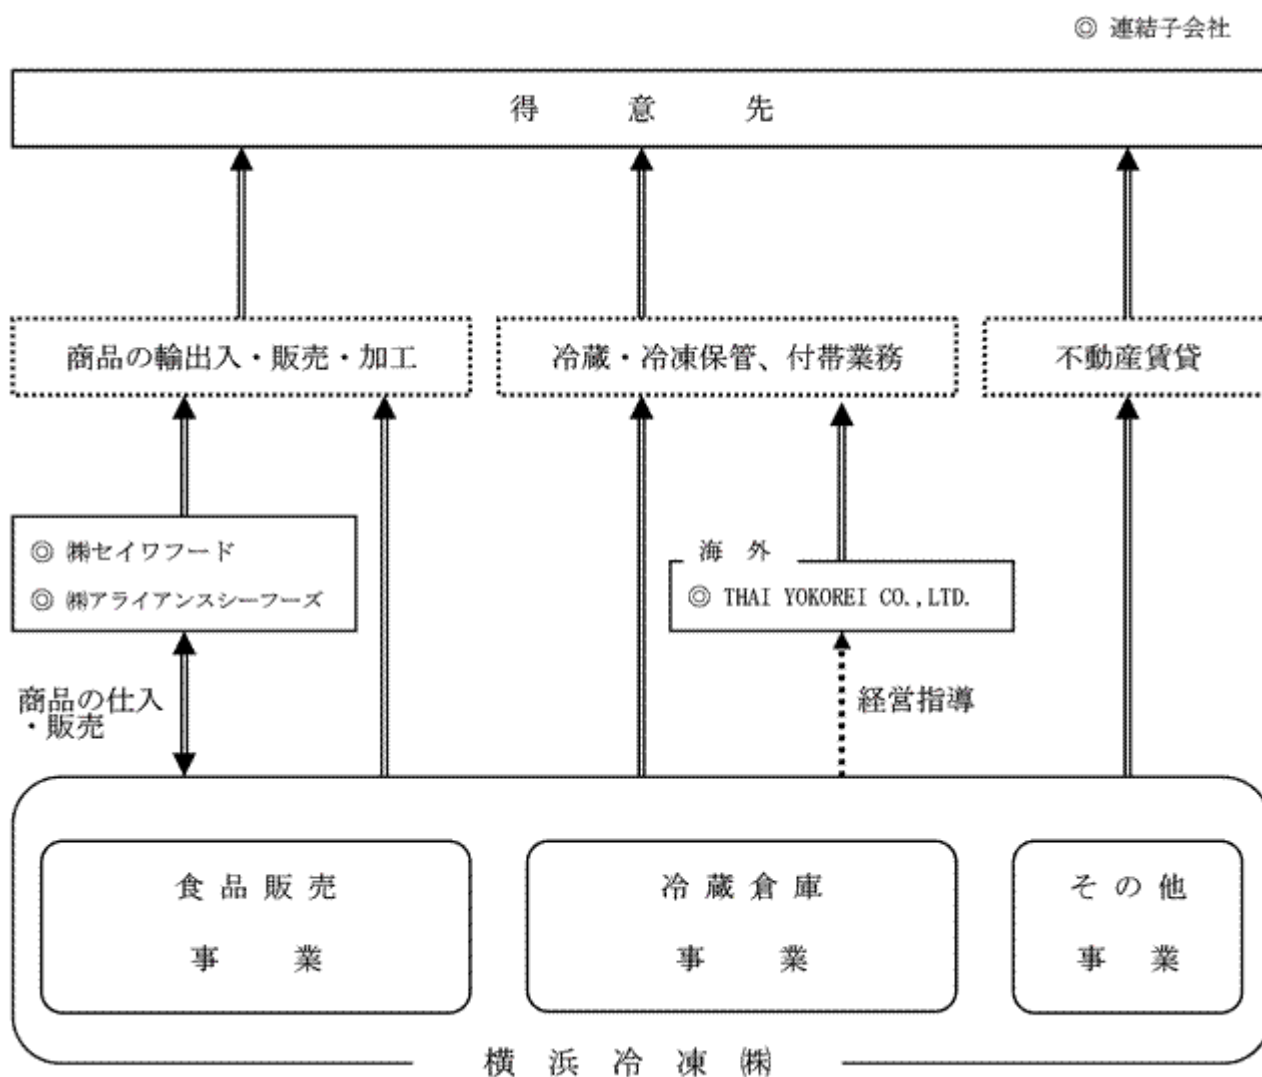 ◎ 連結子会社
得意先
商品の輸出入・販売・加工
冷蔵・冷凍保管、付帯業務
不動産賃貸
◎ ㈱セイワフード
◎ ㈱アライアンスシーフーズ
海外
◎ THAI YOKOREI CO.,LTD.
商品の仕入
・販売
経営指導
食品販売
事業
冷蔵倉庫
事業
その他
事業
横浜冷凍㈱